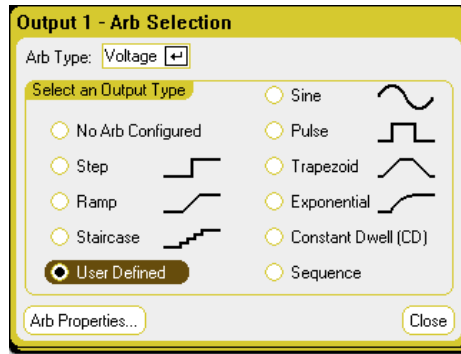 Output 1 - Arb Selection
Arb Type: Voltage
Select an Output Type
No Arb Configured
Step
Ramp
Staircase
User Defined
Sine
Pulse
Trapezoid
Exponential
Constant Dwell (CD)
Sequence
Arb Properties...
Close